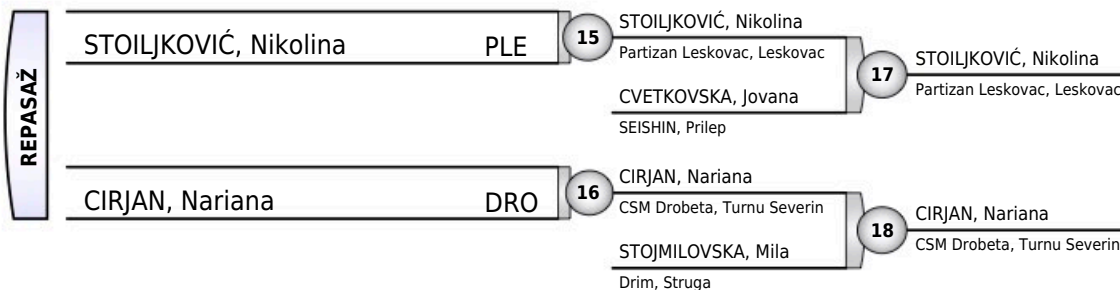 REPASAŽ
STOILJKOVIĆ, Nikolina PLE
15
STOILJKOVIĆ, Nikolina
Partizan Leskovac, Leskovac
CVETKOVSKA, Jovana
SEISHIN, Prilep
17
STOILJKOVIĆ, Nikolina
Partizan Leskovac, Leskovac
CIRJAN, Nariana DRO
16
CIRJAN, Nariana
CSM Drobeta, Turnu Severin
STOJMILOVSKA, Mila
Drim, Struga
18
CIRJAN, Nariana
CSM Drobeta, Turnu Severin